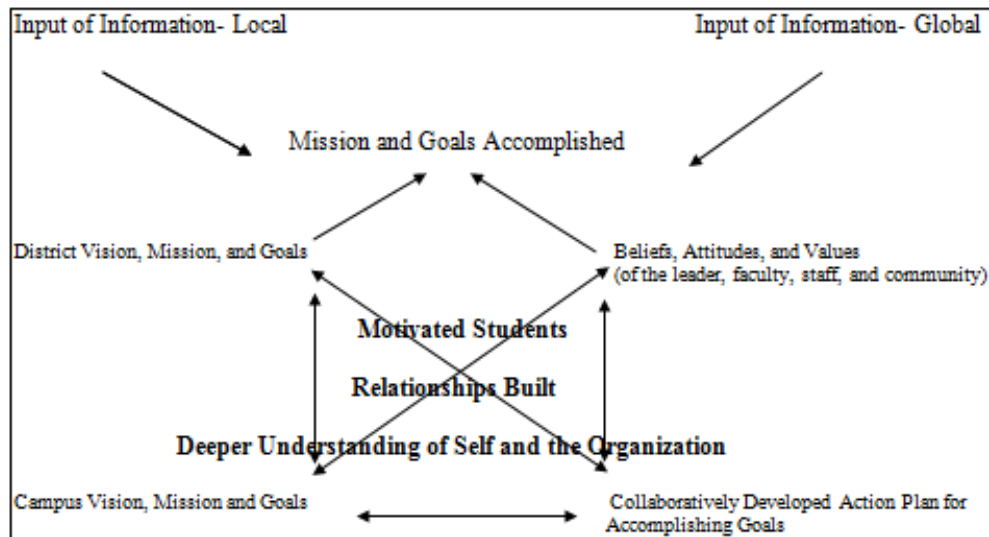 Input of Information- Local
Input of Information- Global
Mission and Goals Accomplished
District Vision, Mission, and Goals
Beliefs, Attitudes, and Values
(of the leader, faculty, staff, and community)
Motivated Students
Relationships Built
Deeper Understanding of Self and the Organization
Campus Vision, Mission and Goals
Collaboratively Developed Action Plan for
Accomplishing Goals